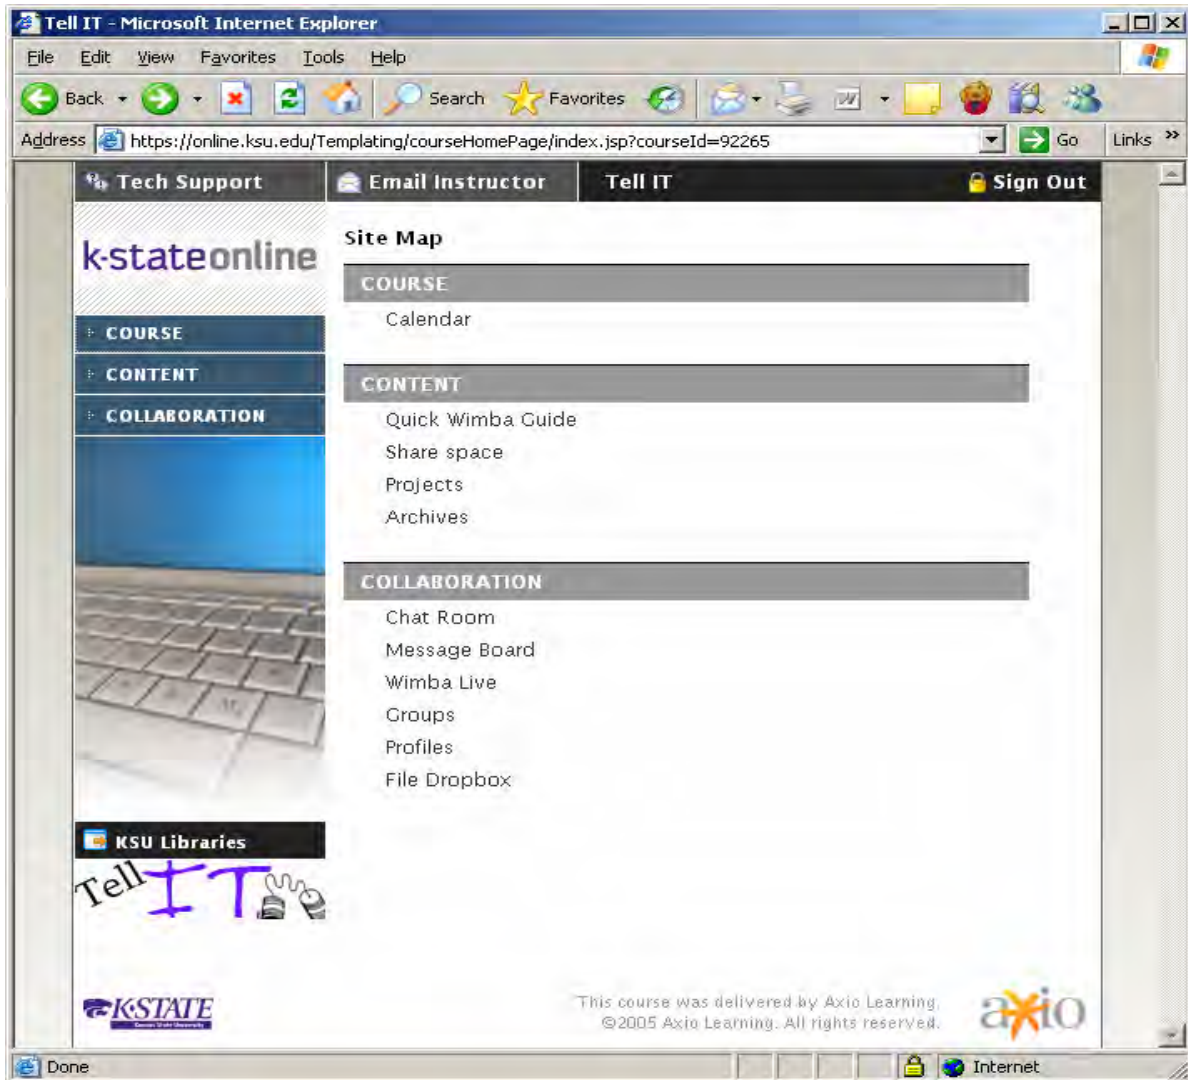 Tell IT - Microsoft Internet Explorer
File Edit View Favorites Tools Help
Back Search Favorites
Address https://online.ksu.edu/Templating/courseHomePage/index.jsp?courseId=92265 Go Links »
Tech Support Email Instructor Tell IT Sign Out
k-stateonline
COURSE
CONTENT
COLLABORATION
Site Map
COURSE
Calendar
CONTENT
Quick Wimba Guide
Share space
Projects
Archives
COLLABORATION
Chat Room
Message Board
Wimba Live
Groups
Profiles
File Dropbox
KSU Libraries
Tell IT
K-STATE
Kansas State University
This course was delivered by Axio Learning.
©2005 Axio Learning. All rights reserved.
axio
Done Internet